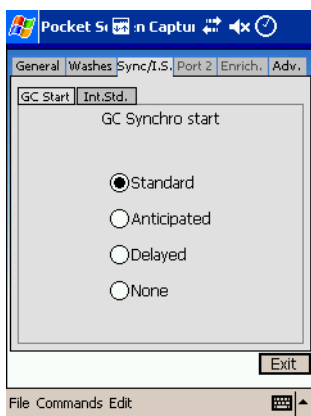 Pocket S :n Captur
General Washes Sync/I.S. Port 2 Enrich. Adv.
GC Start Int.Std.
GC Synchro start
Standard
Anticipated
Delayed
None
Exit
File Commands Edit